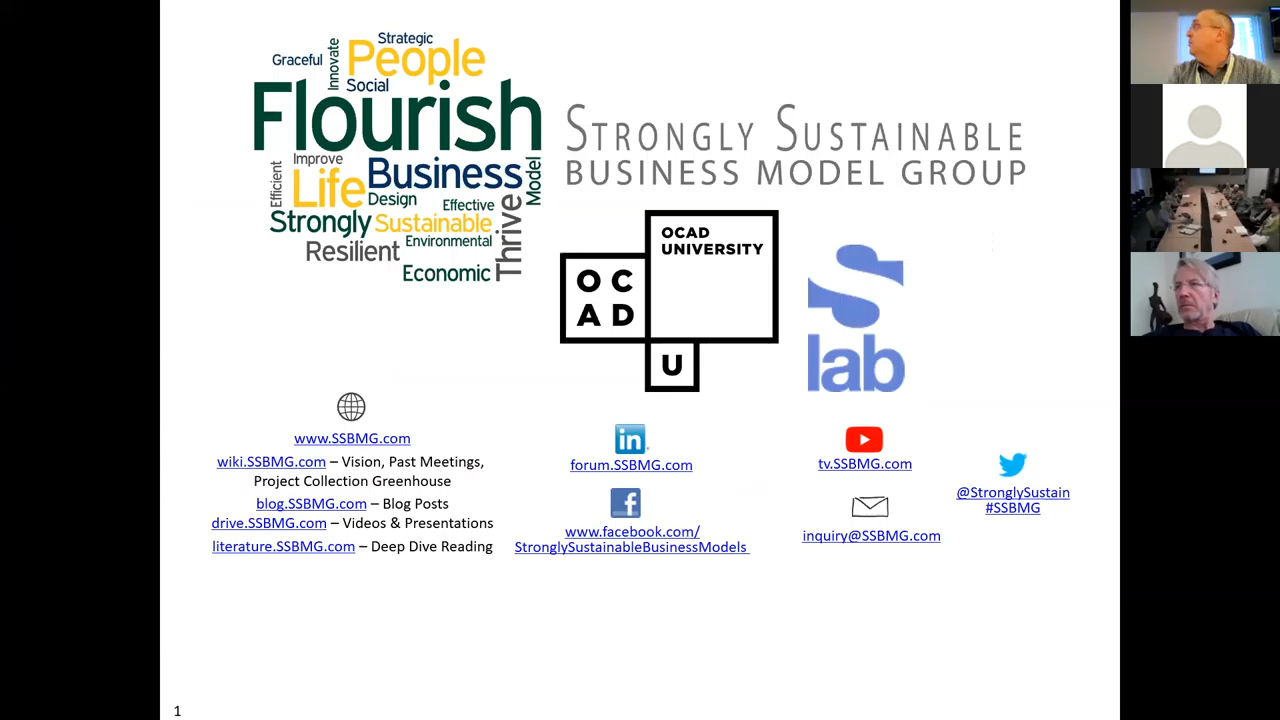 Strategic
Graceful
Innovate
People
Social
Flourish
Improve
Efficient
Life
Business
Model
Design
Effective
Strongly
Sustainable
Thrive
Resilient
Environmental
Economic
STRONGLY SUSTAINABLE
BUSINESS MODEL GROUP
OCAD
UNIVERSITY
OC
AD
U
S
lab
www.SSBMG.com
wiki.SSBMG.com – Vision, Past Meetings,
Project Collection Greenhouse
blog.SSBMG.com – Blog Posts
drive.SSBMG.com – Videos & Presentations
literature.SSBMG.com – Deep Dive Reading
in
forum.SSBMG.com
f
www.facebook.com/
StronglySustainableBusinessModels
tv.SSBMG.com
inquiry@SSBMG.com
@StronglySustain
#SSBMG
1